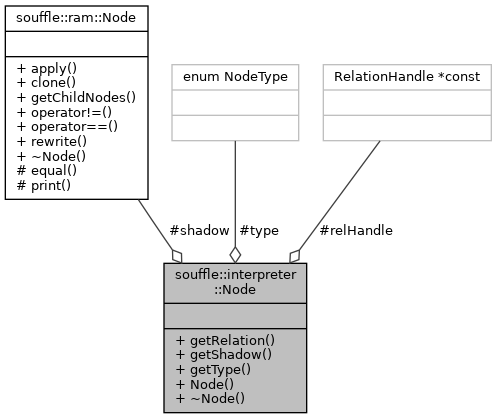 souffle::ram::Node
+ apply()
+ clone()
+ getChildNodes()
+ operator!=()
+ operator==()
+ rewrite()
+ ~Node()
# equal()
# print()
enum NodeType
RelationHandle *const
#shadow
#type
#relHandle
souffle::interpreter
::Node
+ getRelation()
+ getShadow()
+ getType()
+ Node()
+ ~Node()